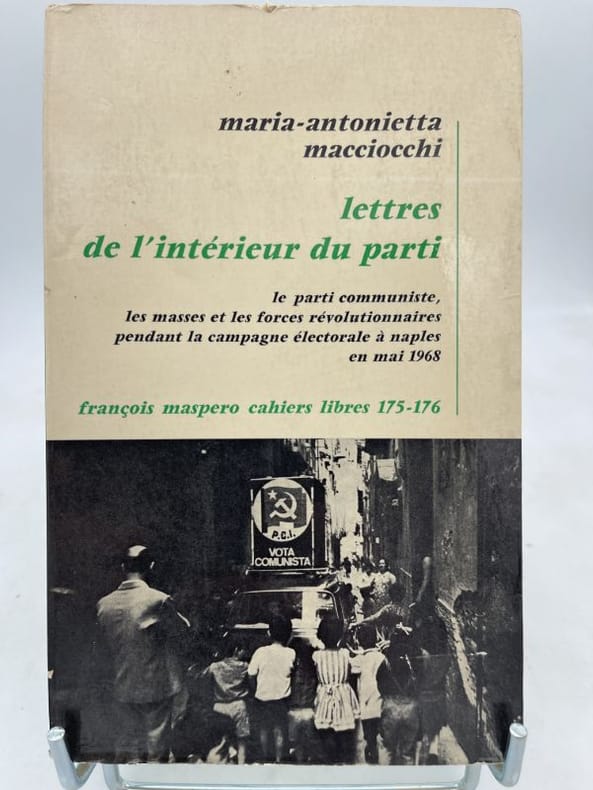 maria-antonietta
macciocchi
lettres
de l'intérieur du parti
le parti communiste,
les masses et les forces révolutionnaires
pendant la campagne électorale à naples
en mai 1968
françois maspero cahiers libres 175-176
P.C.I.
VOTA
COMUNISTA